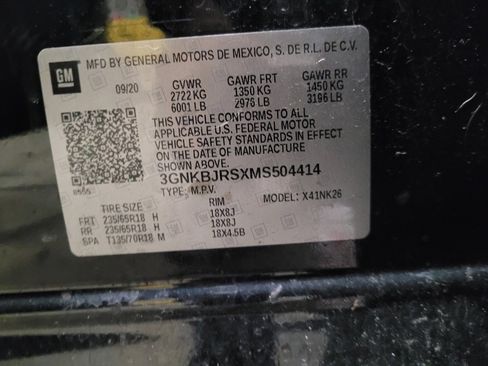 MFD BY GENERAL MOTORS DE MEXICO, S. DE R.L. DE C.V.
GM
09/20 GVWR GAWR FRT GAWR RR
2722 KG 1350 KG 1450 KG
6001 LB 2976 LB 3196 LB
THIS VEHICLE CONFORMS TO ALL
APPLICABLE U.S. FEDERAL MOTOR
VEHICLE SAFETY STANDARDS IN EFFECT
ON THE DATE OF MANUFACTURE
SHOWN ABOVE.
3GNKBJRSXMS504414
TYPE: M.P.V. MODEL: X41NK26
TIRE SIZE RIM
FRT 235/65R18 H 18X8J
RR 235/65R18 H 18X8J
SPA T135/70R18 M 18X4.5B